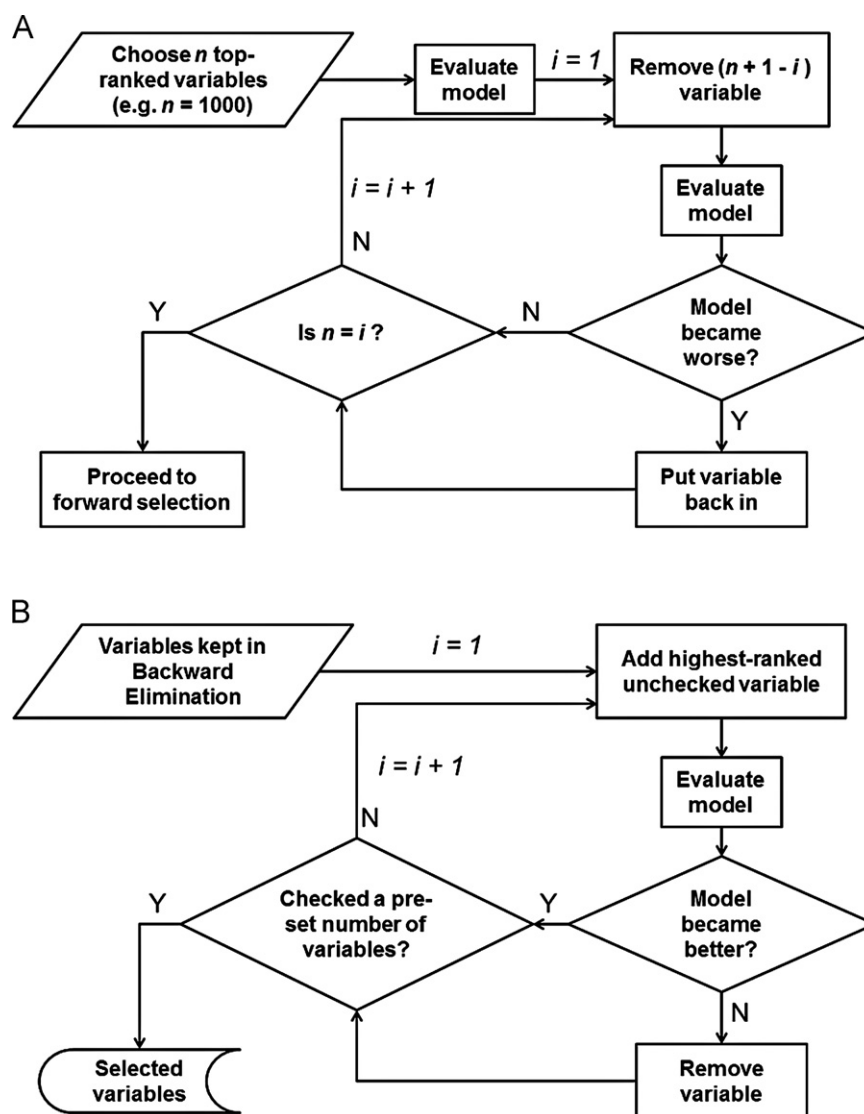 A
Choose n top-
ranked variables
(e.g. n = 1000)
Evaluate
model
i = 1
Remove (n + 1 - i )
variable
Evaluate
model
i = i + 1
N
Y
Is n = i ?
N
Model
became
worse?
Y
Proceed to
forward selection
Put variable
back in
B
Variables kept in
Backward
Elimination
i = 1
Add highest-ranked
unchecked variable
Evaluate
model
i = i + 1
N
Y
Checked a pre-
set number of
variables?
Y
Model
became
better?
N
Selected
variables
Remove
variable